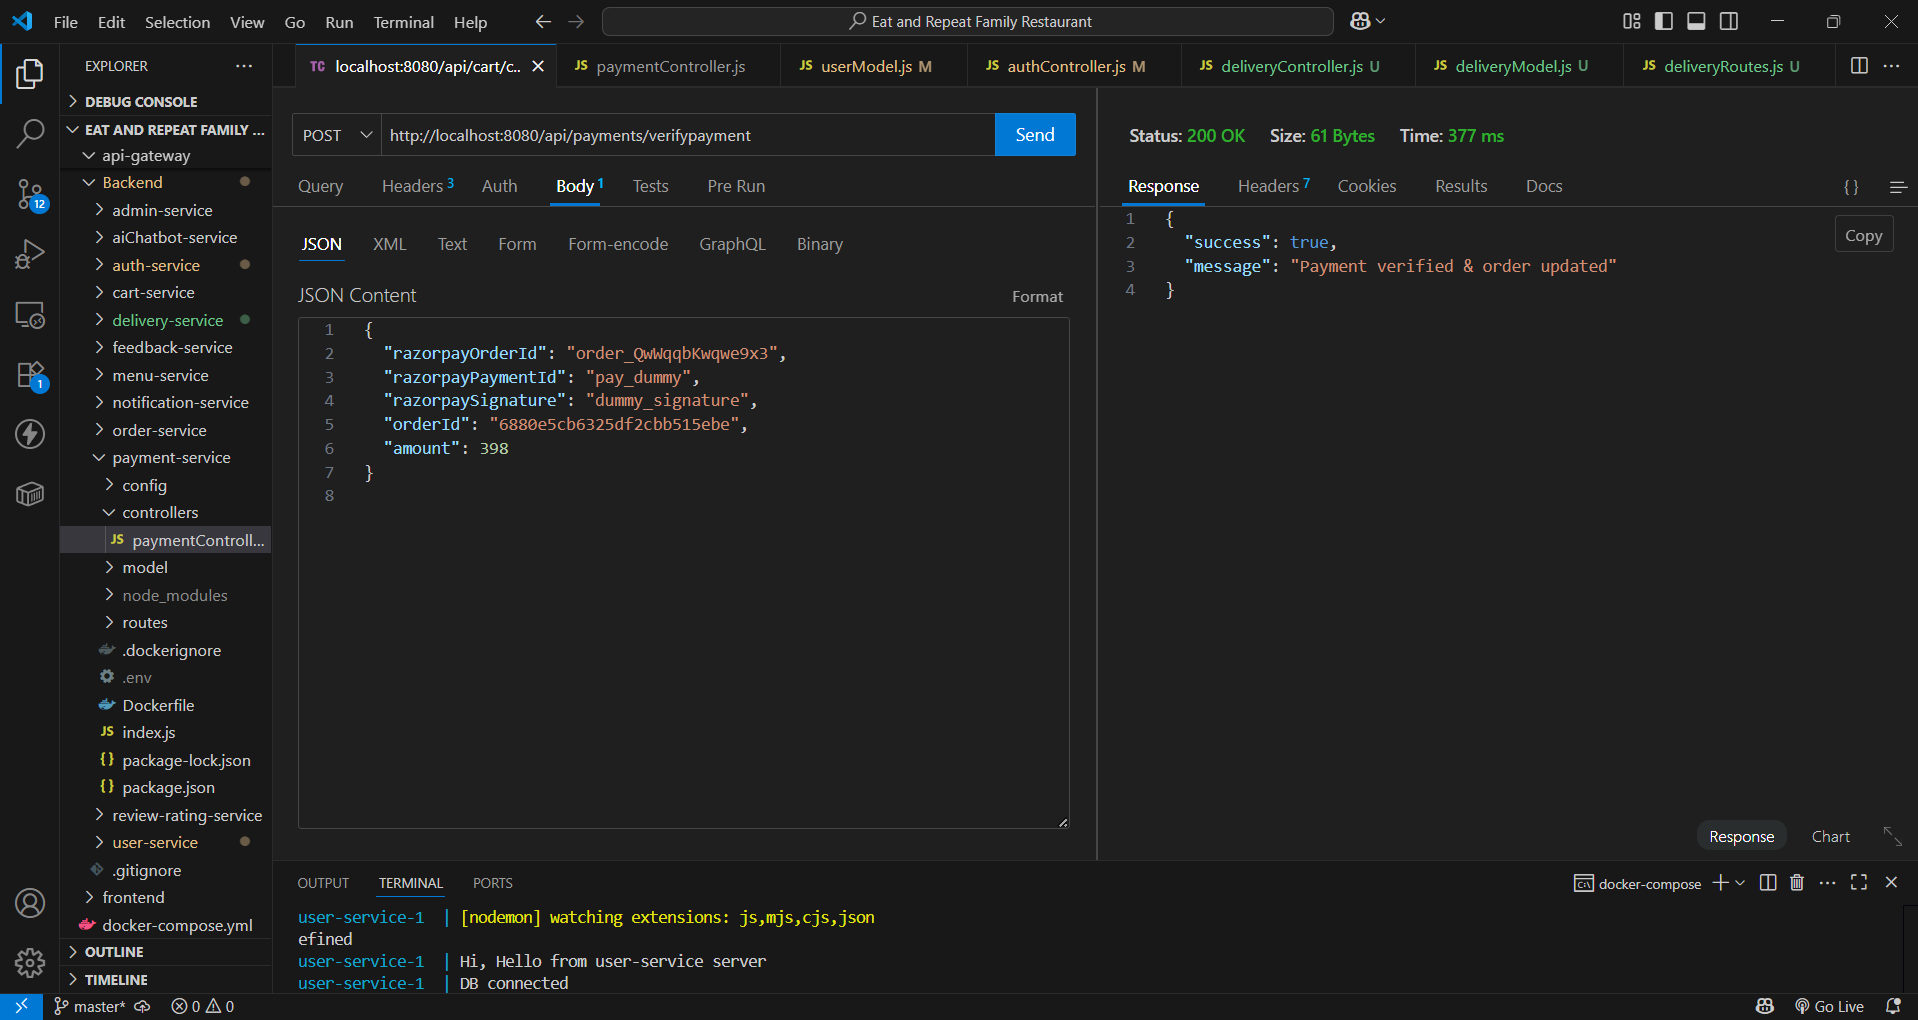 File Edit Selection View Go Run Terminal Help
Eat and Repeat Family Restaurant
EXPLORER
TC localhost:8080/api/cart/c..
JS paymentController.js
JS userModel.js M
JS authController.js M
JS deliveryController.js U
JS deliveryModel.js U
JS deliveryRoutes.js U
12
1
DEBUG CONSOLE
EAT AND REPEAT FAMILY ...
api-gateway
Backend
admin-service
aiChatbot-service
auth-service
cart-service
delivery-service
feedback-service
menu-service
notification-service
order-service
payment-service
config
controllers
JS paymentControll...
model
node_modules
routes
.dockerignore
.env
Dockerfile
JS index.js
{} package-lock.json
{} package.json
review-rating-service
user-service
.gitignore
frontend
docker-compose.yml
OUTLINE
TIMELINE
POST http://localhost:8080/api/payments/verifypayment Send
Query Headers 3 Auth Body 1 Tests Pre Run
JSON XML Text Form Form-encode GraphQL Binary
JSON Content
Format
1 {
2 "razorpayOrderId": "order_QwWqqbKwqwe9x3",
3 "razorpayPaymentId": "pay_dummy",
4 "razorpaySignature": "dummy_signature",
5 "orderId": "6880e5cb6325df2cbb515ebe",
6 "amount": 398
7 }
8
Status: 200 OK Size: 61 Bytes Time: 377 ms
Response Headers 7 Cookies Results Docs {}
1 {
2 "success": true,
3 "message": "Payment verified & order updated"
4 }
Copy
Response Chart
OUTPUT TERMINAL PORTS
docker-compose
user-service-1 | [nodemon] watching extensions: js,mjs,cjs,json
efined
user-service-1 | Hi, Hello from user-service server
user-service-1 | DB connected
master* 0 0
Go Live